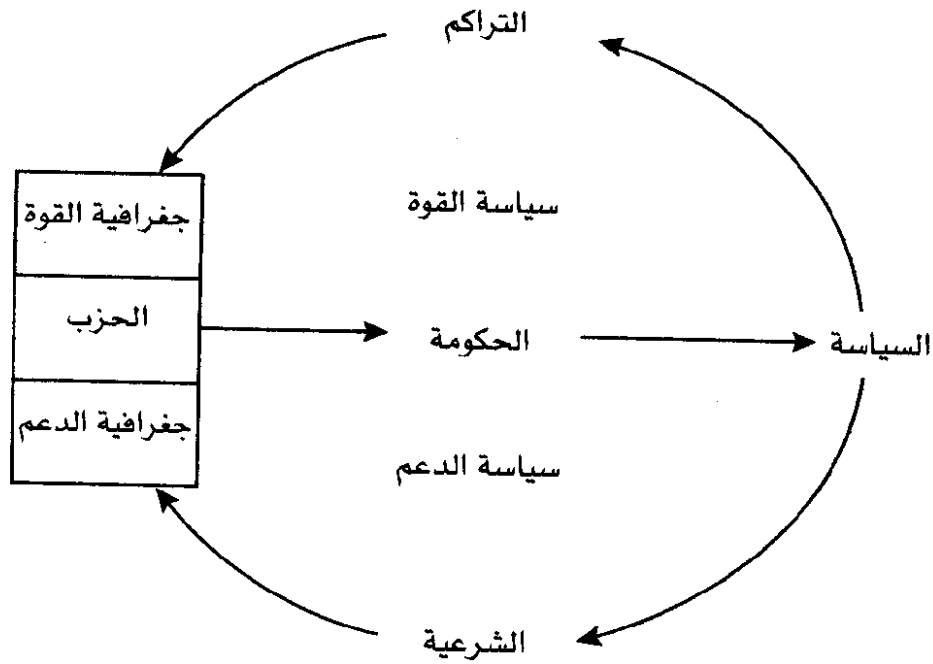 التراكم
سياسة القوة
جغرافية القوة
الحزب
الحكومة
السياسة
جغرافية الدعم
سياسة الدعم
الشرعية